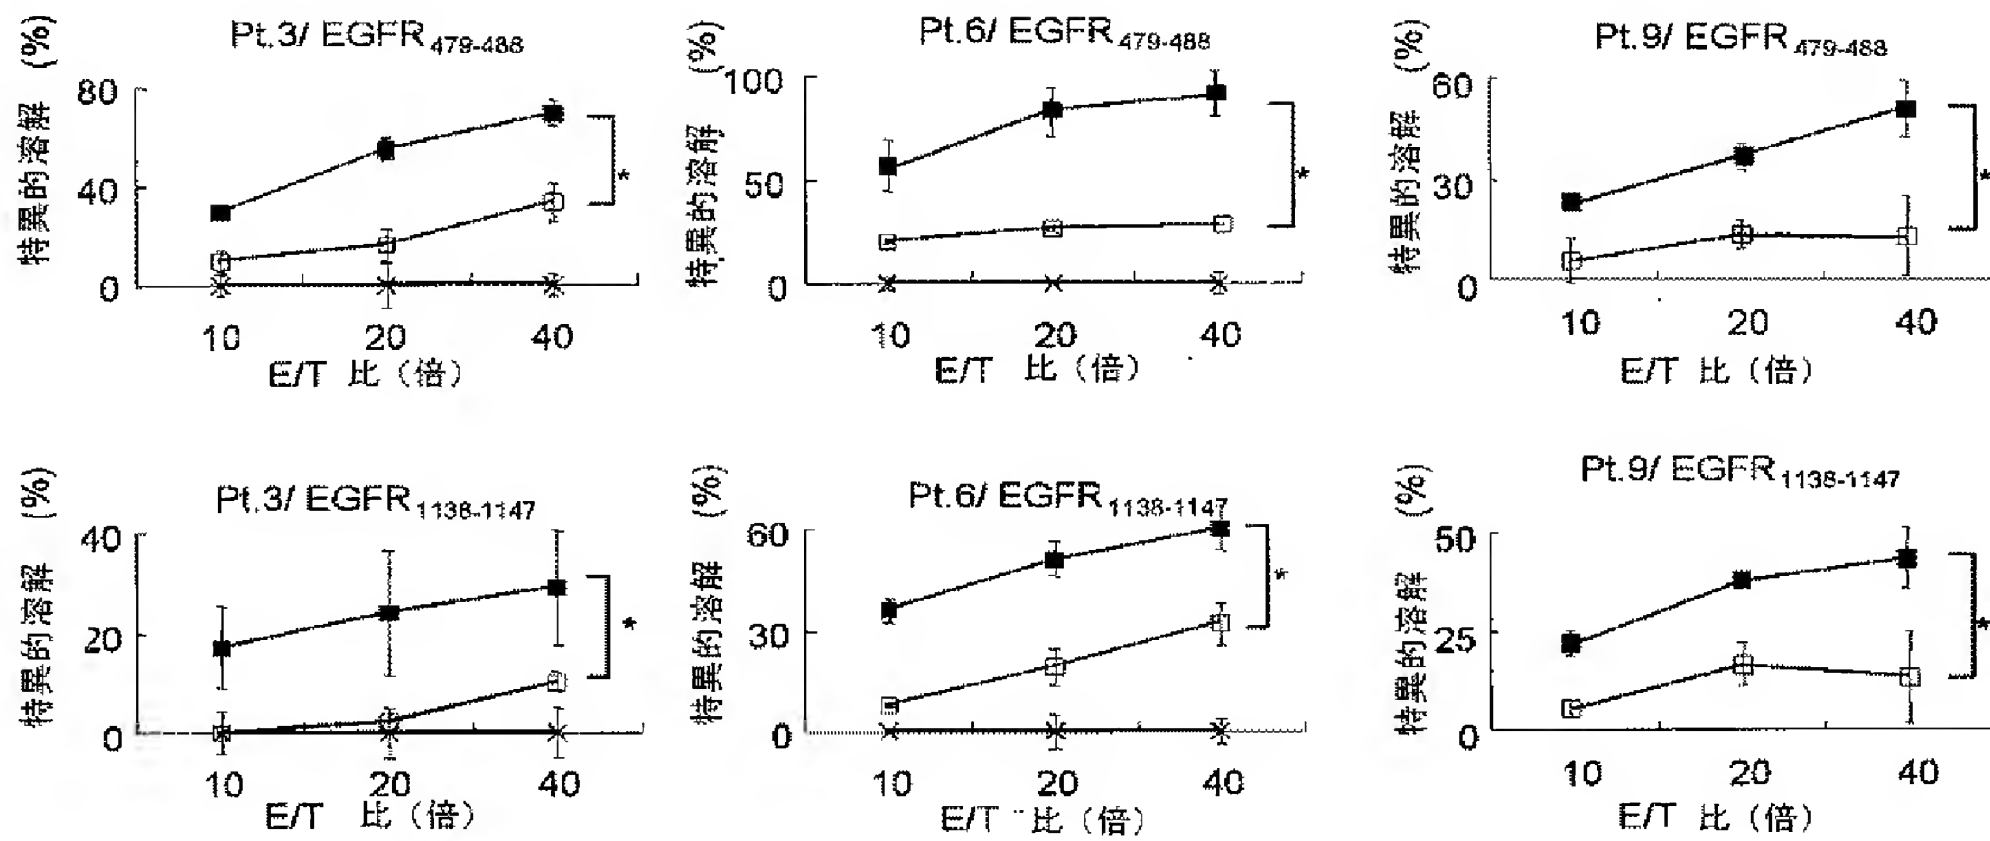 Pt.3/ EGFR479-488
特異的溶解 (%)
80
40
0
*
10 20 40
E/T 比（倍）
Pt.6/ EGFR479-488
特異的溶解 (%)
100
50
0
*
10 20 40
E/T 比（倍）
Pt.9/ EGFR479-488
特異的溶解 (%)
60
30
0
*
10 20 40
E/T 比（倍）
Pt.3/ EGFR1138-1147
特異的溶解 (%)
40
20
0
*
10 20 40
E/T 比（倍）
Pt.6/ EGFR1138-1147
特異的溶解 (%)
60
30
0
*
10 20 40
E/T 比（倍）
Pt.9/ EGFR1138-1147
特異的溶解 (%)
50
25
0
*
10 20 40
E/T 比（倍）